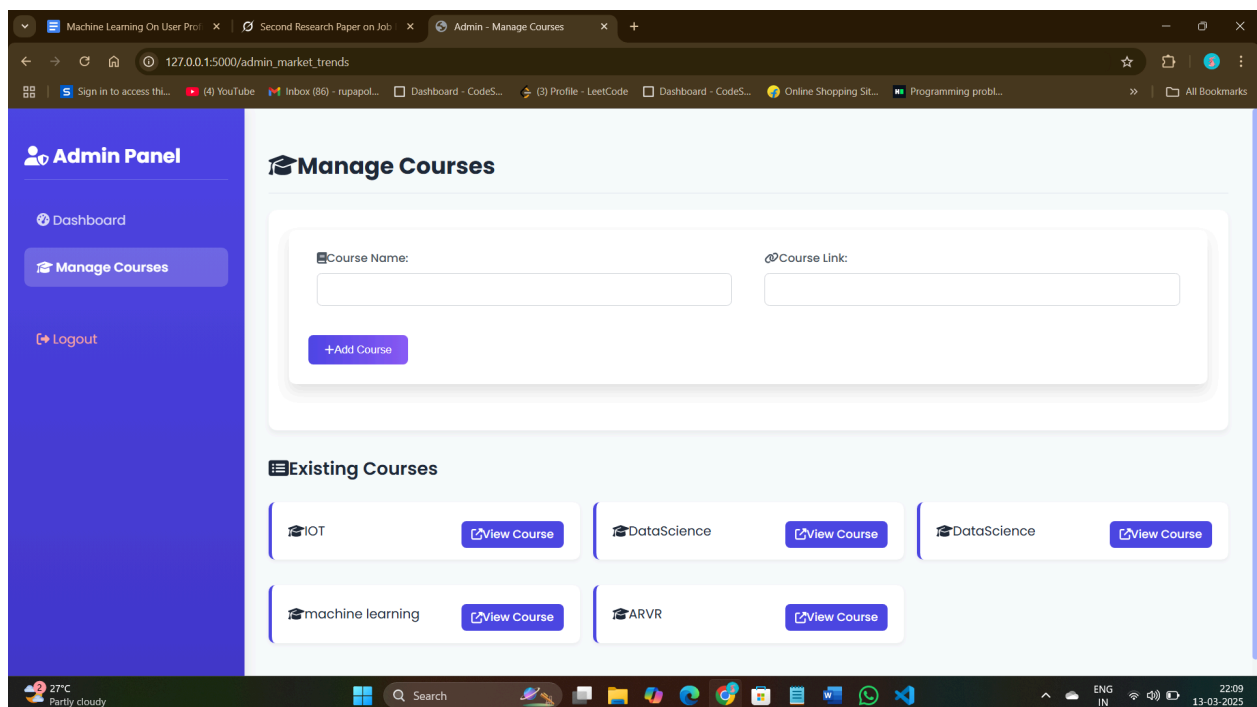 Machine Learning On User Prof
Second Research Paper on Job
Admin - Manage Courses
127.0.0.1:5000/admin_market_trends
Sign in to access thi...
(4) YouTube
Inbox (86) - rupapol...
Dashboard - CodeS...
(3) Profile - LeetCode
Dashboard - CodeS...
Online Shopping Sit...
Programming probl...
All Bookmarks
Admin Panel
Dashboard
Manage Courses
Logout
Manage Courses
Course Name:
Course Link:
+Add Course
Existing Courses
IOT
View Course
DataScience
View Course
DataScience
View Course
machine learning
View Course
ARVR
View Course
2
27°C
Partly cloudy
Search
ENG
IN
22:09
13-03-2025